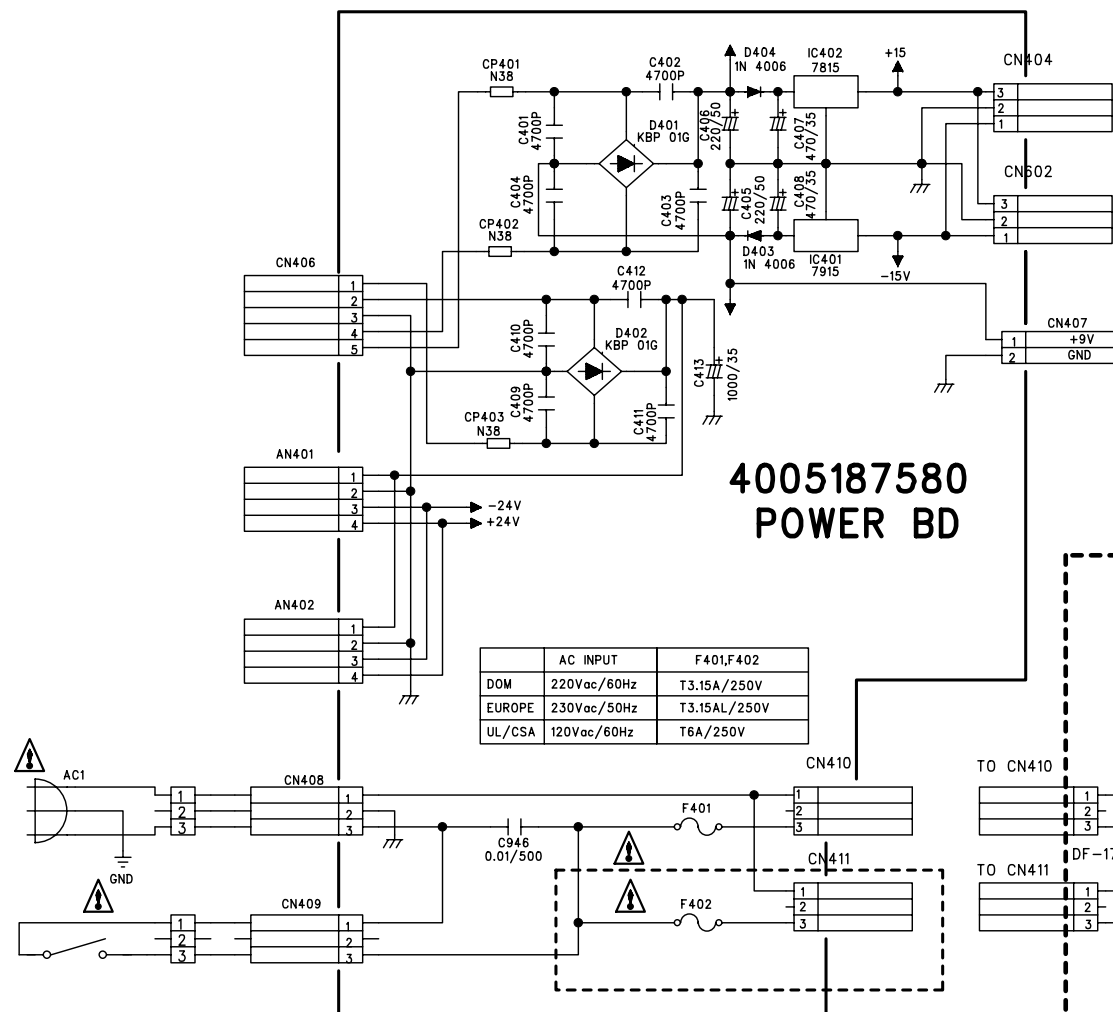 D404
1N 4006
IC402
7815
+15
CN404
3
2
1
CP401
N38
C402
4700P
C401
4700P
D401
KBP 01G
C406
220/50
+
C407
470/35
+
C404
4700P
C403
4700P
C405
220/50
+
C408
470/35
+
CN602
3
2
1
CP402
N38
D403
1N 4006
IC401
7915
-15V
CN406
1
2
3
4
5
C412
4700P
C410
4700P
D402
KBP 01G
C409
4700P
C411
4700P
C413
1000/35
+
CP403
N38
CN407
1 +9V
2 GND
AN401
1
2
3
4
-24V
+24V
4005187580
POWER BD
AN402
1
2
3
4
AC INPUT F401,F402
DOM 220Vac/60Hz T3.15A/250V
EUROPE 230Vac/50Hz T3.15AL/250V
UL/CSA 120Vac/60Hz T6A/250V
AC1
GND
1
2
3
CN408
1
2
3
C946
0.01/500
F401
CN410
1
2
3
TO CN410
1
2
3
DF-17
1
2
3
CN409
1
2
3
F402
CN411
1
2
3
TO CN411
1
2
3